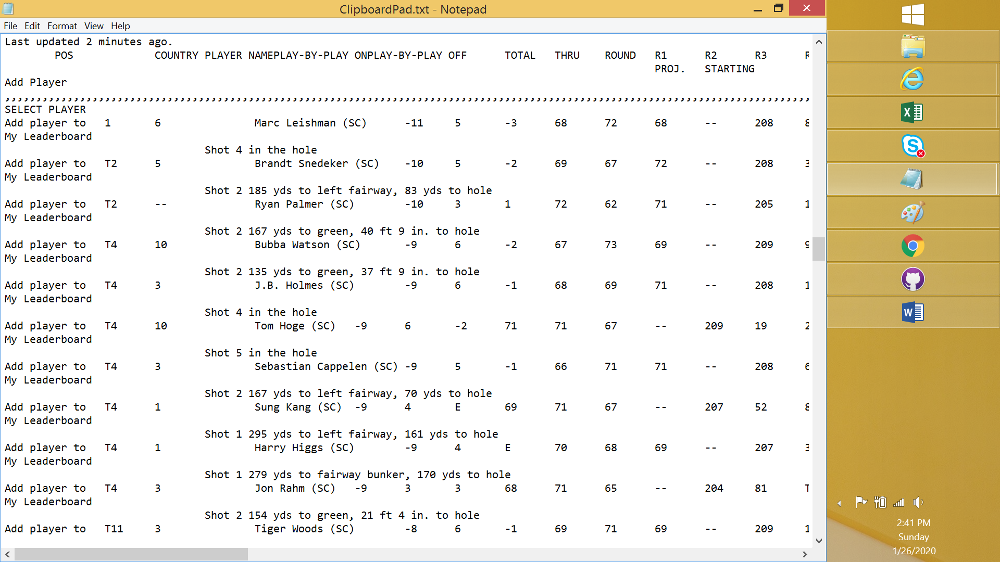 ClipboardPad.txt - Notepad
File Edit Format View Help
Last updated 2 minutes ago.
POS COUNTRY PLAYER NAMEPLAY-BY-PLAY ONPLAY-BY-PLAY OFF TOTAL THRU ROUND R1 R2 R3 R
PROJ. STARTING
Add Player
,,,,,,,,,,,,,,,,,,,,,,,,,,,,,,,,,,,,,,,,,,,,,,,,,,,,,,,,,,,,,,,,,,,,,,,,,,,,,,,,,,,,,,,,,,,,,,,,,,,,,,,,,,,,,,,,,,,,,,,,,,,,,,,,,
SELECT PLAYER
Add player to 1 6 Marc Leishman (SC) -11 5 -3 68 72 68 -- 208 8
My Leaderboard
Shot 4 in the hole
Add player to T2 5 Brandt Snedeker (SC) -10 5 -2 69 67 72 -- 208 3
My Leaderboard
Shot 2 185 yds to left fairway, 83 yds to hole
Add player to T2 -- Ryan Palmer (SC) -10 3 1 72 62 71 -- 205 1
My Leaderboard
Shot 2 167 yds to green, 40 ft 9 in. to hole
Add player to T4 10 Bubba Watson (SC) -9 6 -2 67 73 69 -- 209 9
My Leaderboard
Shot 2 135 yds to green, 37 ft 9 in. to hole
Add player to T4 3 J.B. Holmes (SC) -9 6 -1 68 69 71 -- 208 1
My Leaderboard
Shot 4 in the hole
Add player to T4 10 Tom Hoge (SC) -9 6 -2 71 71 67 -- 209 19 2
My Leaderboard
Shot 5 in the hole
Add player to T4 3 Sebastian Cappelen (SC) -9 5 -1 66 71 71 -- 208 6
My Leaderboard
Shot 2 167 yds to left fairway, 70 yds to hole
Add player to T4 1 Sung Kang (SC) -9 4 E 69 71 67 -- 207 52 8
My Leaderboard
Shot 1 295 yds to left fairway, 161 yds to hole
Add player to T4 1 Harry Higgs (SC) -9 4 E 70 68 69 -- 207 3
My Leaderboard
Shot 1 279 yds to fairway bunker, 170 yds to hole
Add player to T4 3 Jon Rahm (SC) -9 3 3 68 71 65 -- 204 81 T
My Leaderboard
Shot 2 154 yds to green, 21 ft 4 in. to hole
Add player to T11 3 Tiger Woods (SC) -8 6 -1 69 71 69 -- 209 1
2:41 PM
Sunday
1/26/2020